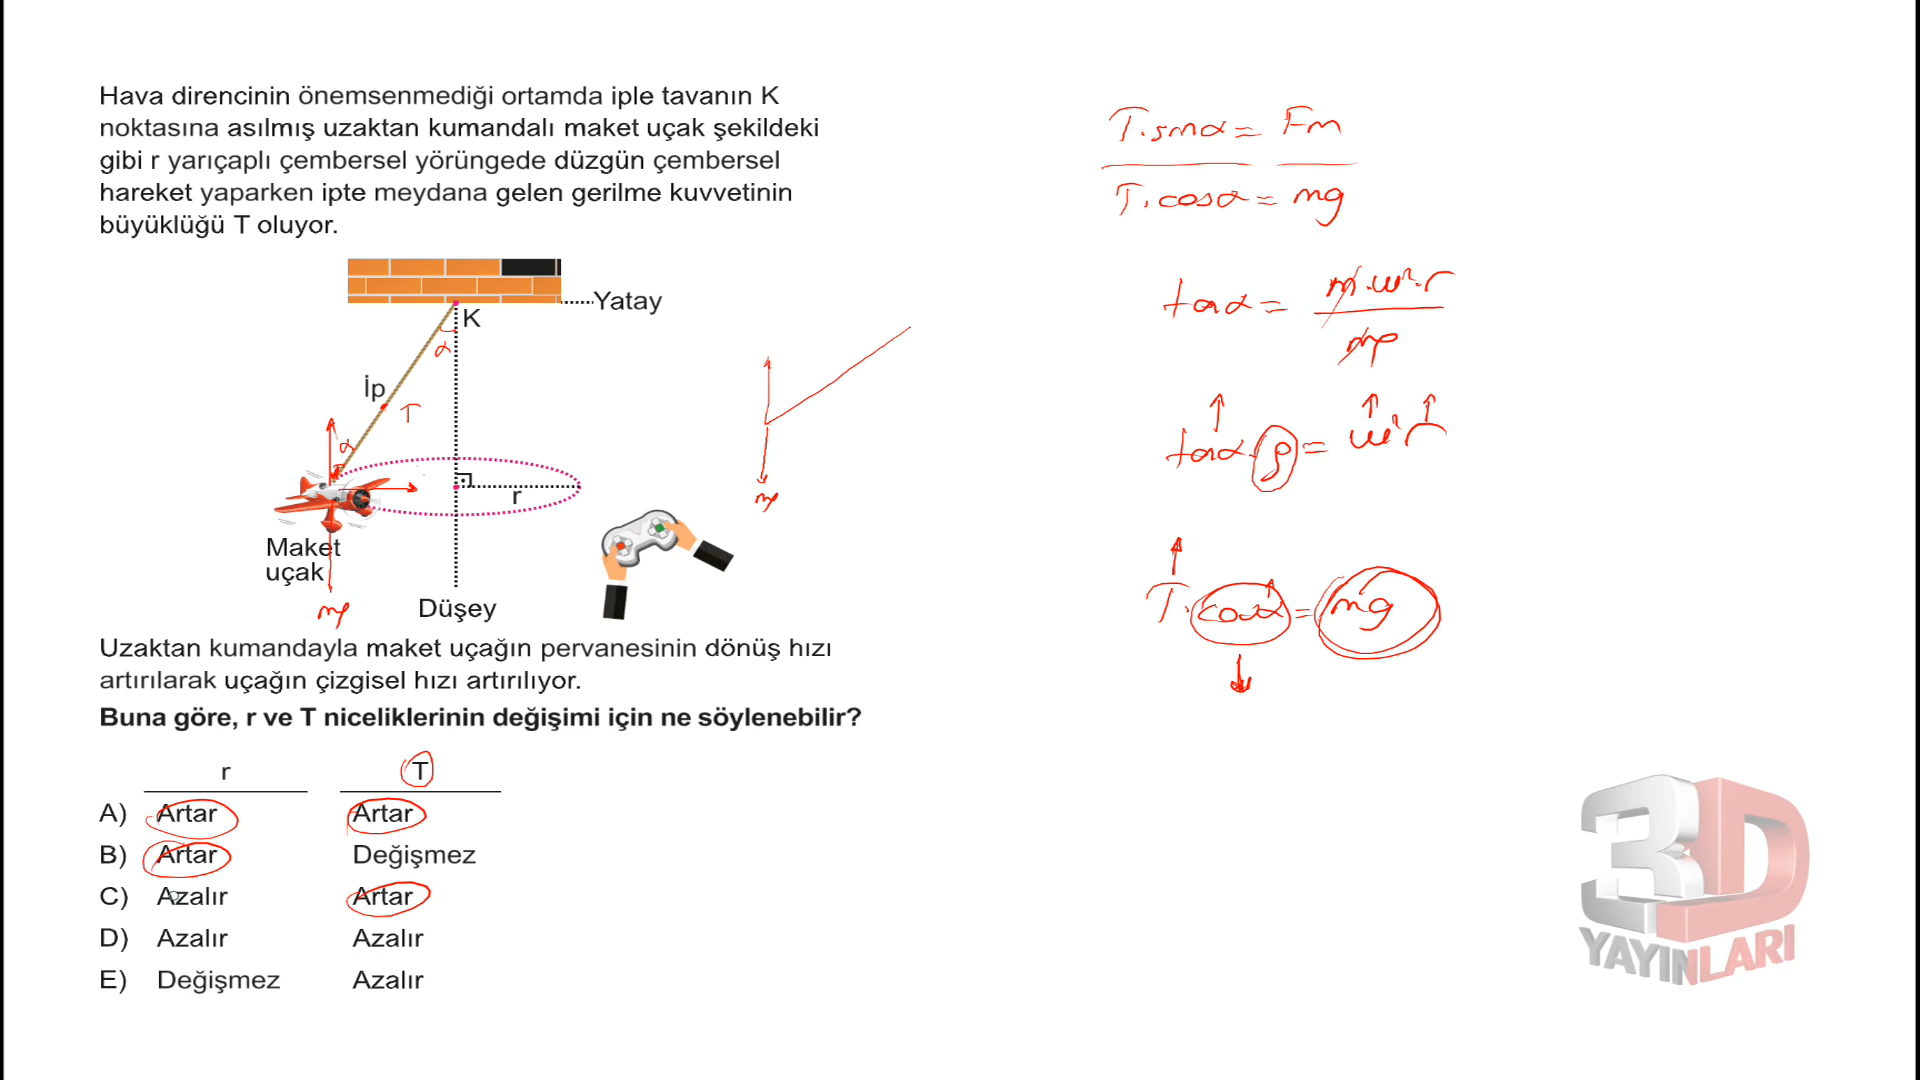 Hava direncinin önemsenmediği ortamda iple tavanın K
noktasına asılmış uzaktan kumandalı maket uçak şekildeki
gibi r yarıçaplı çembersel yörüngede düzgün çembersel
hareket yaparken ipte meydana gelen gerilme kuvvetinin
büyüklüğü T oluyor.
Yatay
K
α
İp
T
α
r
Maket
uçak
Düşey
mg
mg
Uzaktan kumandayla maket uçağın pervanesinin dönüş hızı
artırılarak uçağın çizgisel hızı artırılıyor.
Buna göre, r ve T niceliklerinin değişimi için ne söylenebilir?
r T
A) Artar Artar
B) Artar Değişmez
C) Azalır Artar
D) Azalır Azalır
E) Değişmez Azalır
T.sinα = Fm
T.cosα = mg
tanα = m.w².r
mg
tanα.g = w²r
T.cosα = mg
3D
YAYINLARI